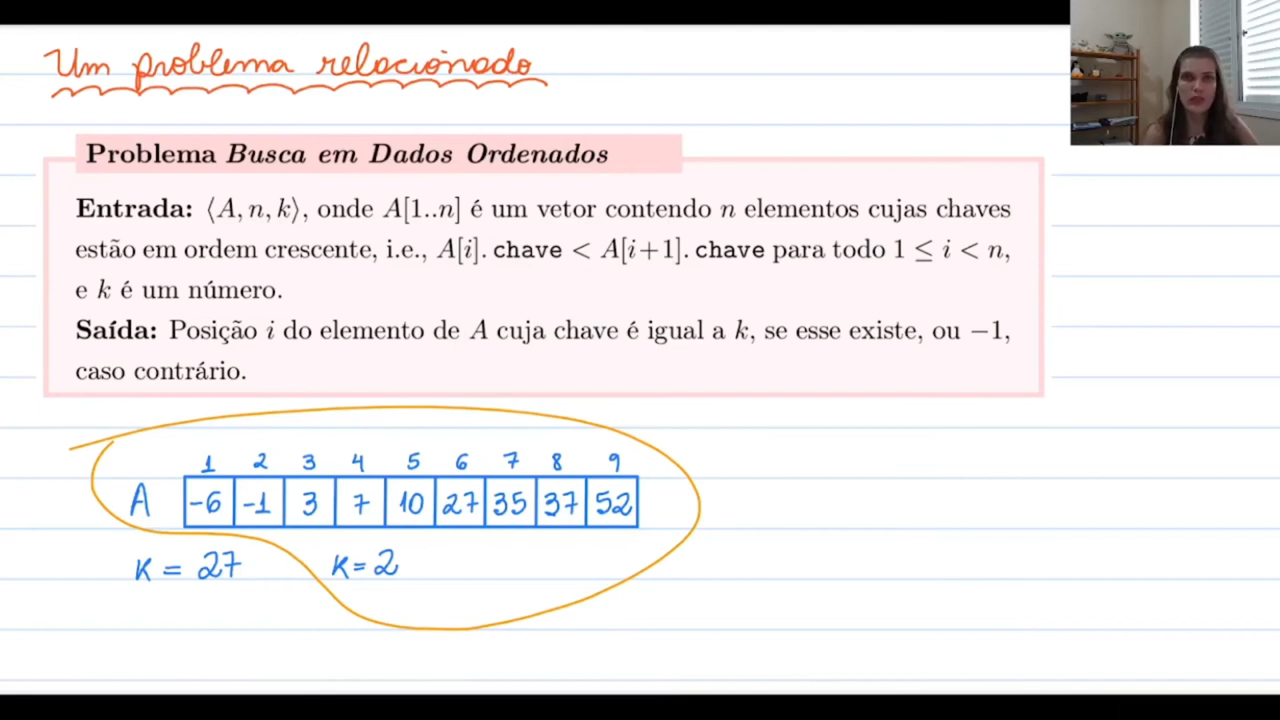 Um problema relacionado
Problema Busca em Dados Ordenados
Entrada: ⟨A, n, k⟩, onde A[1..n] é um vetor contendo n elementos cujas chaves
estão em ordem crescente, i.e., A[i]. chave < A[i+1]. chave para todo 1 ≤ i < n,
e k é um número.
Saída: Posição i do elemento de A cuja chave é igual a k, se esse existe, ou −1,
caso contrário.
1 2 3 4 5 6 7 8 9
A -6 -1 3 7 10 27 35 37 52
K = 27 K = 2